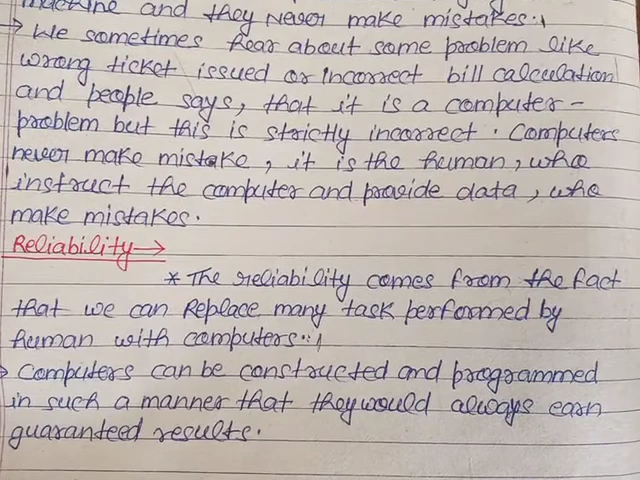 machine and they Never make mistakes.
→ We sometimes hear about some problem like
wrong ticket issued or incorrect bill calculation
and people says, that it is a computer -
problem but this is strictly incorrect. Computers
never make mistake, it is the human, who
instruct the computer and provide data, who
make mistakes.
Reliability →
* The reliability comes from the fact
that we can Replace many task performed by
human with computers.
→ Computers can be constructed and programmed
in such a manner that they would always earn
guaranteed results.